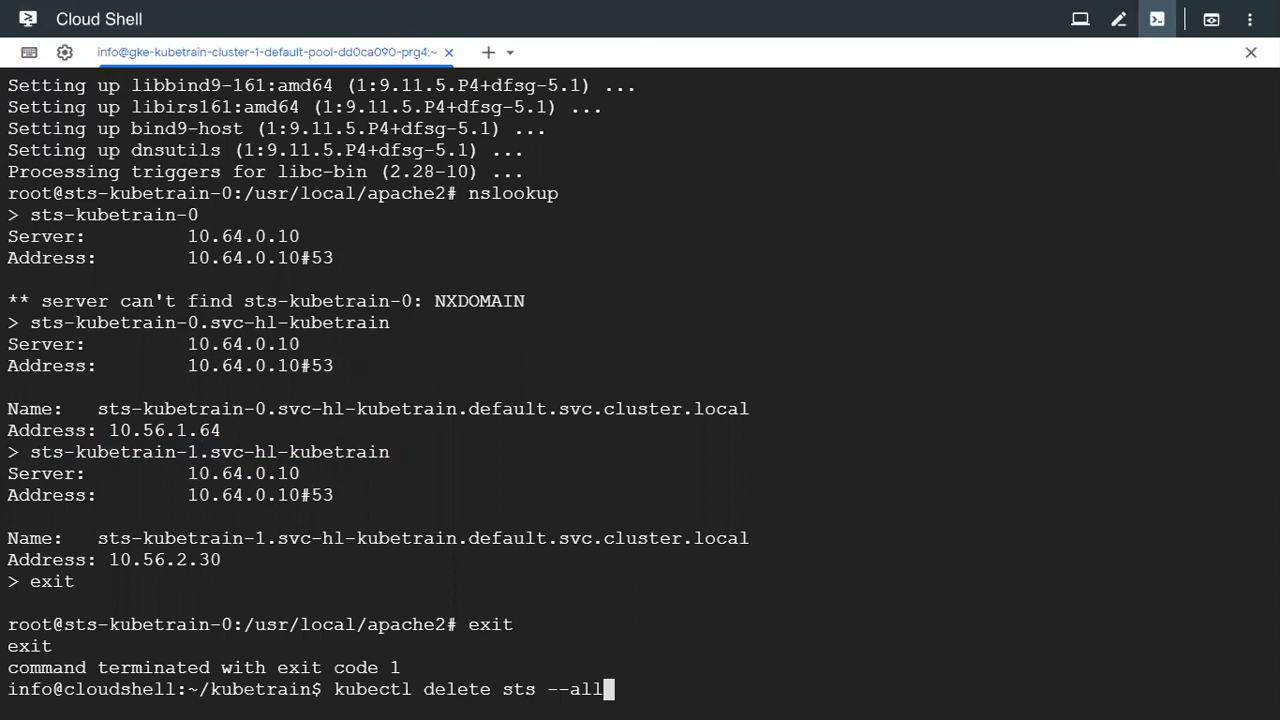 Cloud Shell
info@gke-kubetrain-cluster-1-default-pool-dd0ca090-prg4:~
Setting up libbind9-161:amd64 (1:9.11.5.P4+dfsg-5.1) ...
Setting up libirs161:amd64 (1:9.11.5.P4+dfsg-5.1) ...
Setting up bind9-host (1:9.11.5.P4+dfsg-5.1) ...
Setting up dnsutils (1:9.11.5.P4+dfsg-5.1) ...
Processing triggers for libc-bin (2.28-10) ...
root@sts-kubetrain-0:/usr/local/apache2# nslookup
> sts-kubetrain-0
Server:         10.64.0.10
Address:        10.64.0.10#53
** server can't find sts-kubetrain-0: NXDOMAIN
> sts-kubetrain-0.svc-hl-kubetrain
Server:         10.64.0.10
Address:        10.64.0.10#53
Name:   sts-kubetrain-0.svc-hl-kubetrain.default.svc.cluster.local
Address: 10.56.1.64
> sts-kubetrain-1.svc-hl-kubetrain
Server:         10.64.0.10
Address:        10.64.0.10#53
Name:   sts-kubetrain-1.svc-hl-kubetrain.default.svc.cluster.local
Address: 10.56.2.30
> exit
root@sts-kubetrain-0:/usr/local/apache2# exit
exit
command terminated with exit code 1
info@cloudshell:~/kubetrain$ kubectl delete sts --all